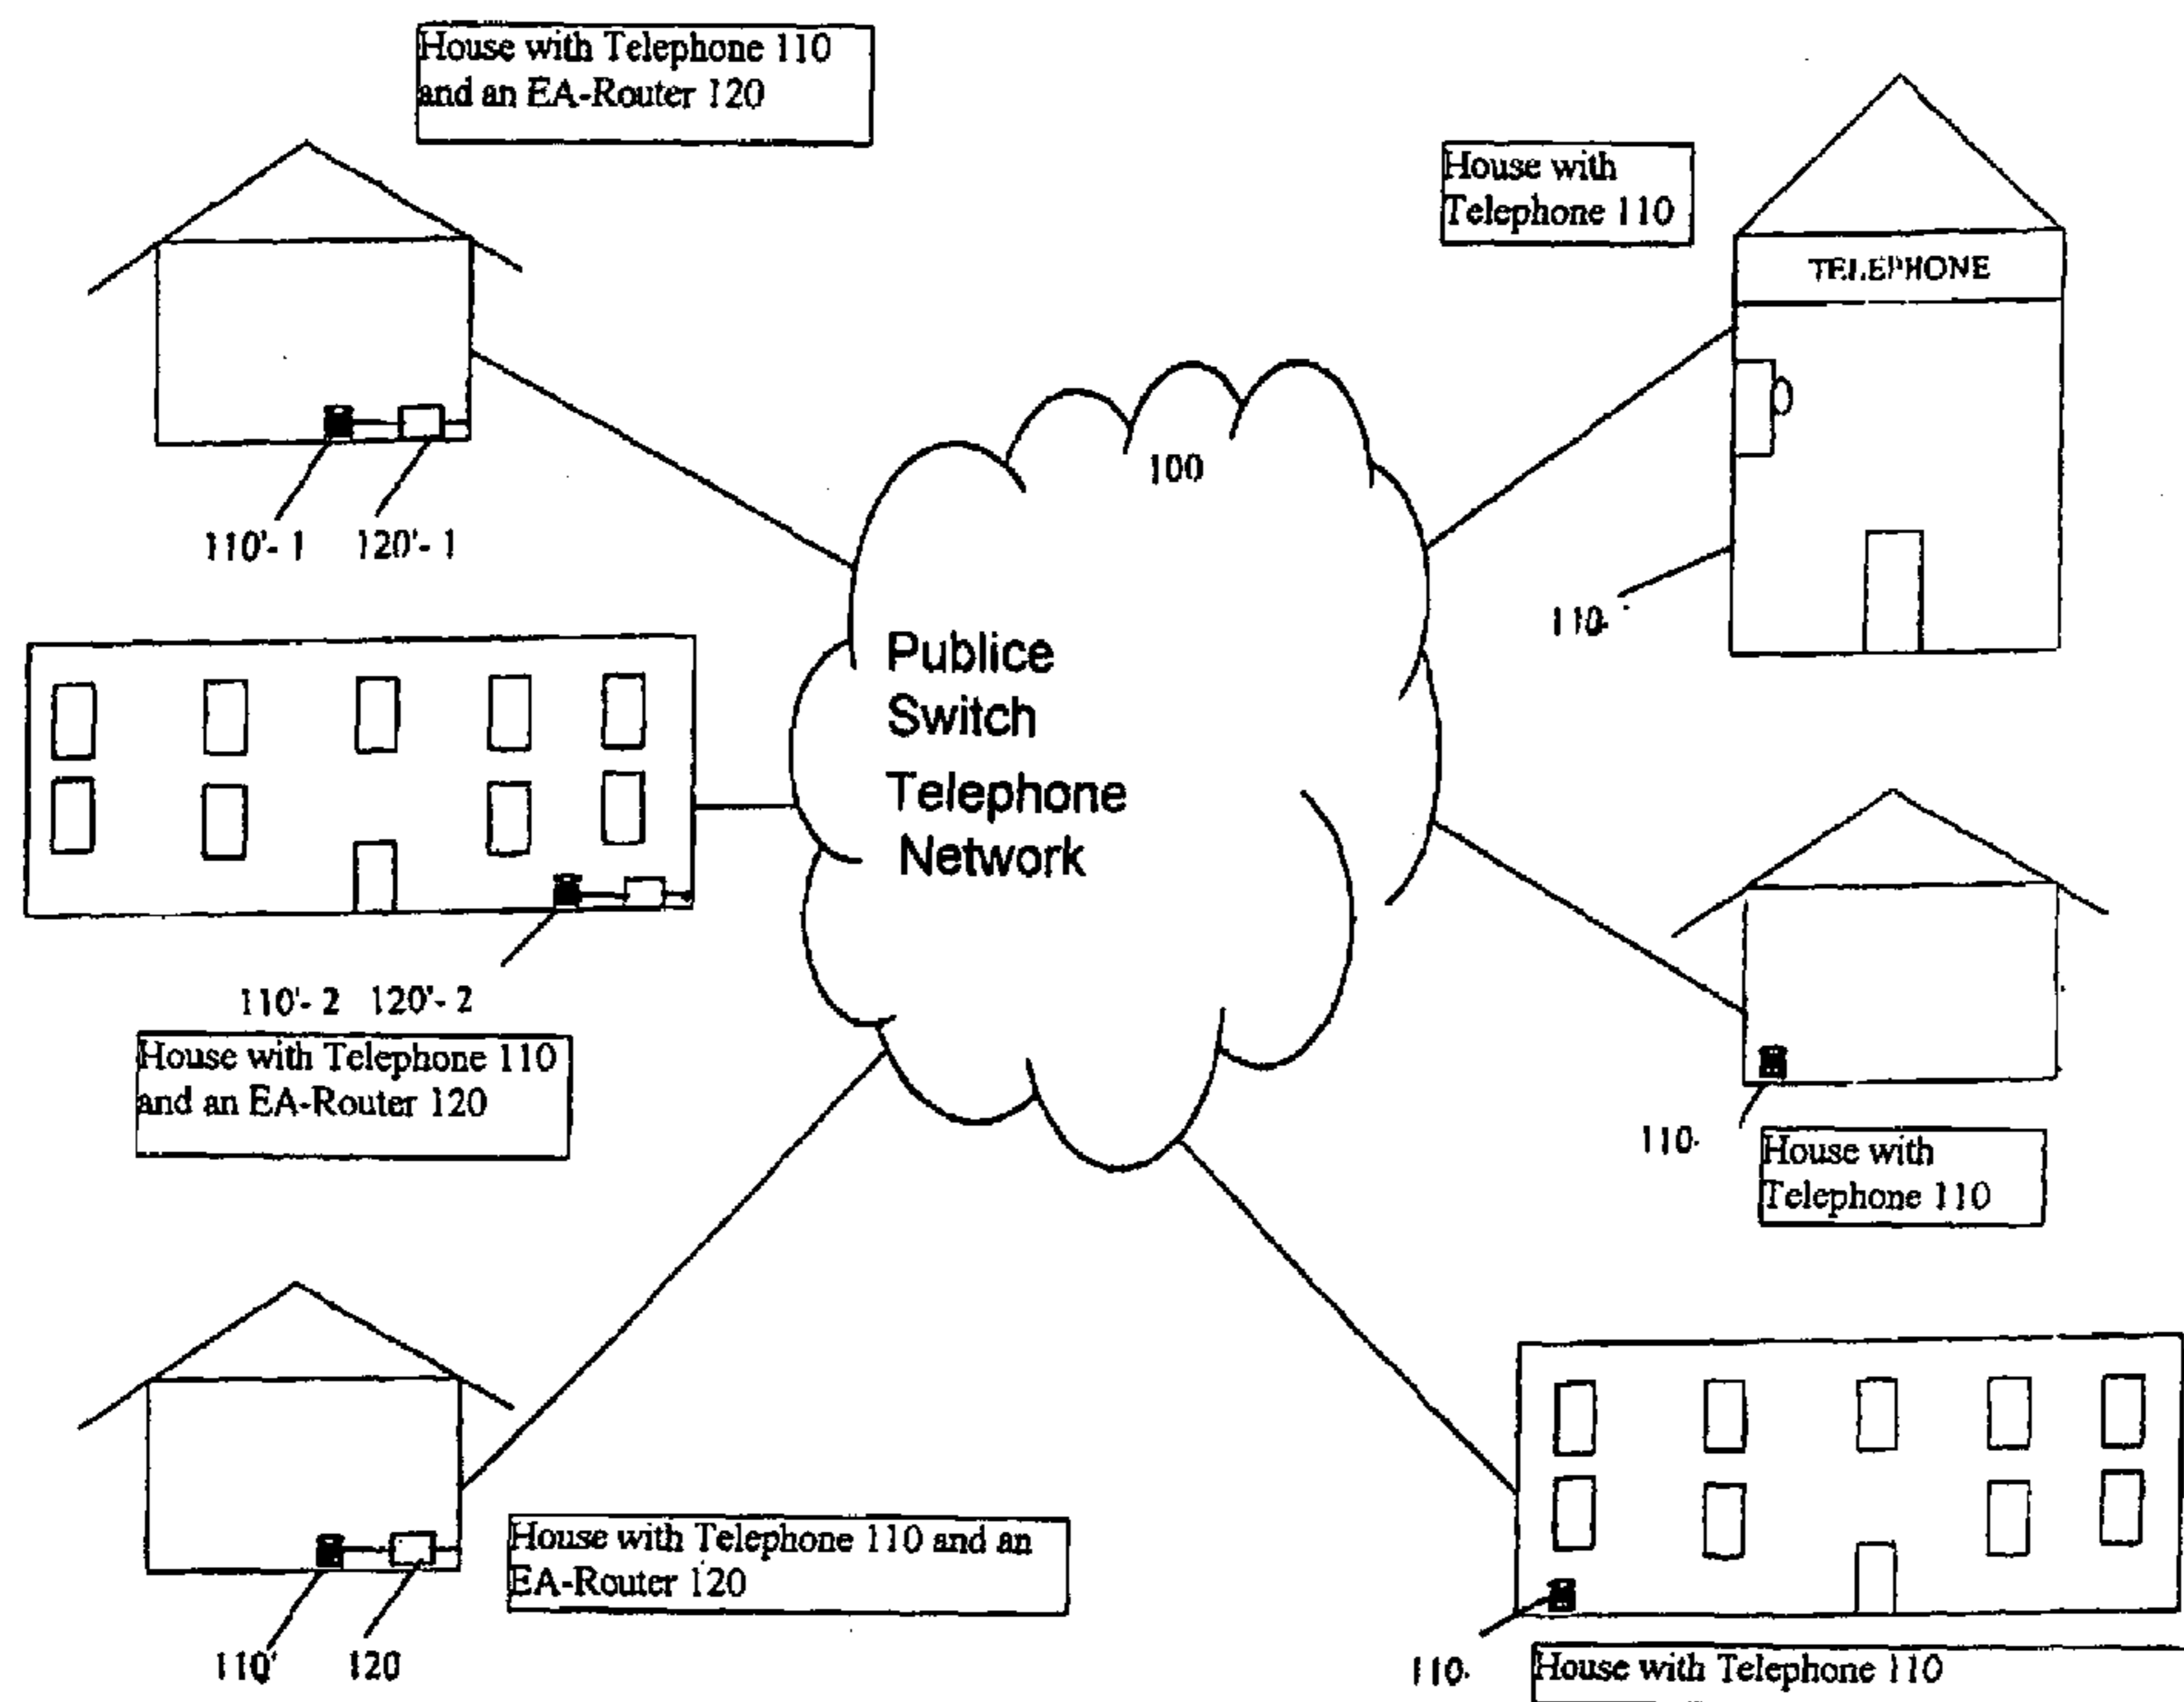 House with Telephone 110
and an EA-Router 120
House with
Telephone 110
TELEPHONE
100
110'- 1 120'- 1
110.
Publice
Switch
Telephone
Network
110'- 2 120'- 2
House with Telephone 110
and an EA-Router 120
110.
House with
Telephone 110
House with Telephone 110 and an
EA-Router 120
110' 120
110.
House with Telephone 110